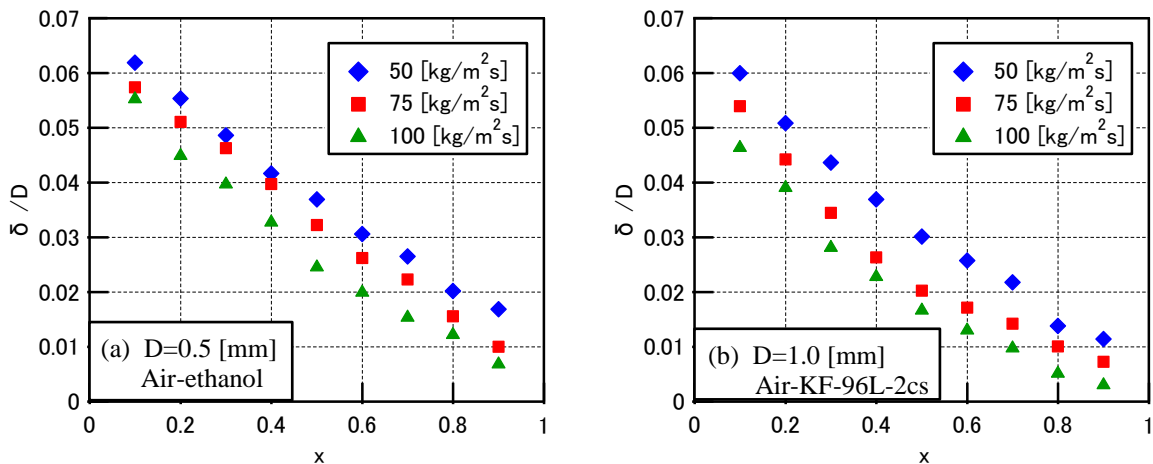 0.07
0.06
0.05
0.04
0.03
0.02
0.01
0
δ /D
50 [kg/m²s]
75 [kg/m²s]
100 [kg/m²s]
(a) D=0.5 [mm]
Air-ethanol
0 0.2 0.4 0.6 0.8 1
x
0.07
0.06
0.05
0.04
0.03
0.02
0.01
0
δ /D
50 [kg/m²s]
75 [kg/m²s]
100 [kg/m²s]
(b) D=1.0 [mm]
Air-KF-96L-2cs
0 0.2 0.4 0.6 0.8 1
x